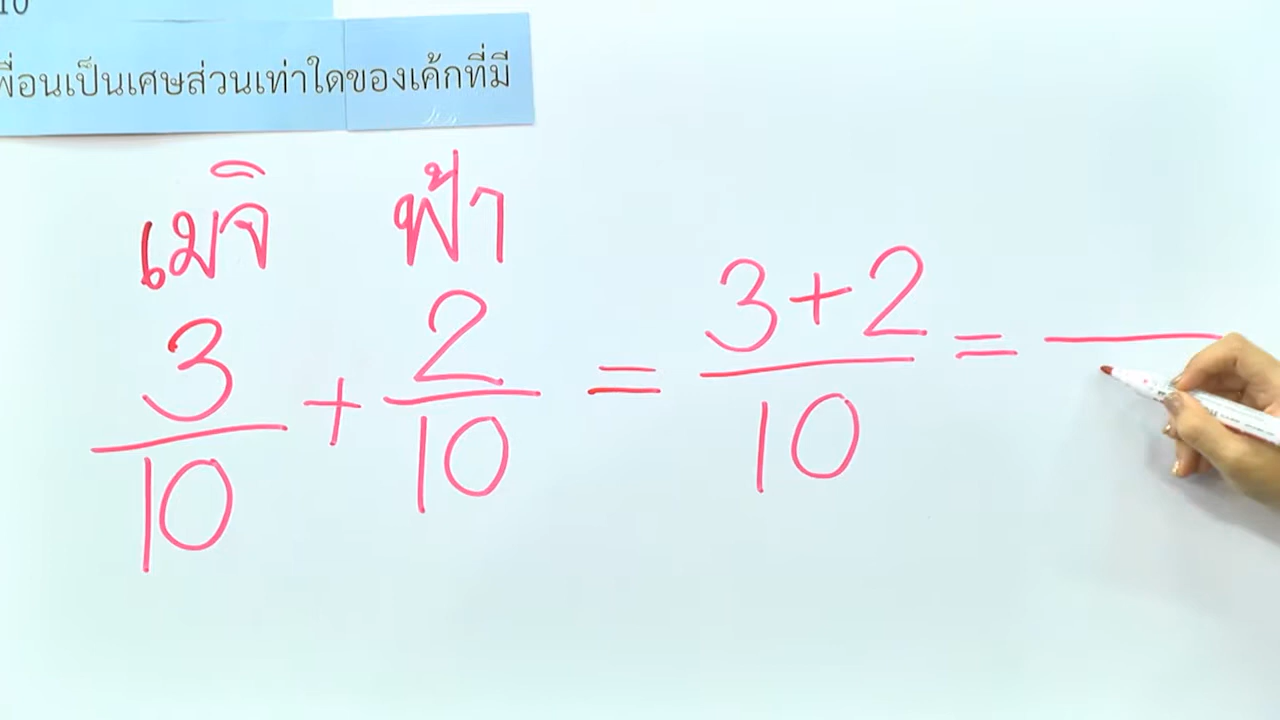 10
พื่อนเป็นเศษส่วนเท่าใดของเค้กที่มี
เมจิ ฟ้า
3/10 + 2/10 = (3+2)/10 =